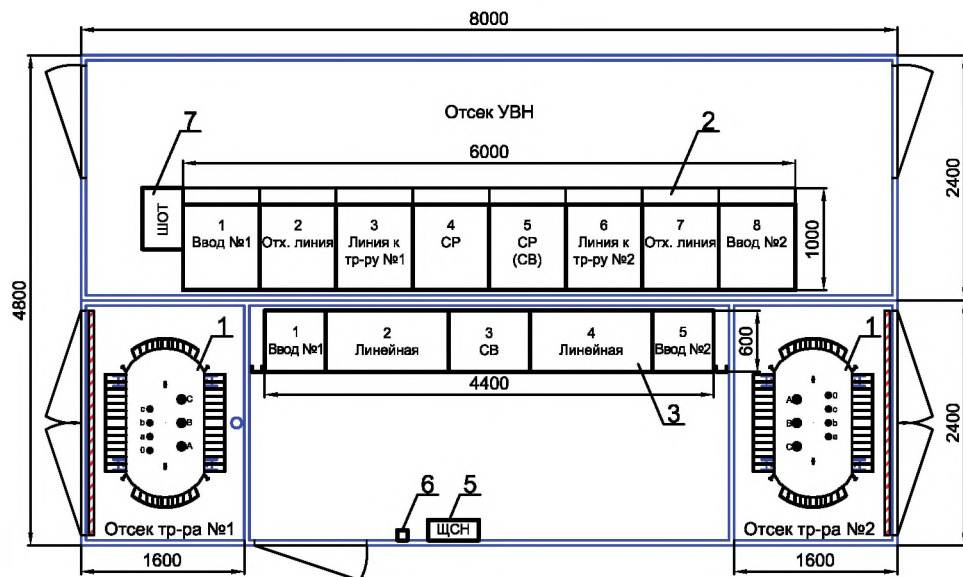 8000
Отсек УВН
7
2
6000
ШОТ
1
Ввод №1
2
Отх. линия
3
Линия к
тр-ру №1
4
СР
5
СР
(СВ)
6
Линия к
тр-ру №2
7
Отх. линия
8
Ввод №2
1000
2400
4800
1
Ввод №1
2
Линейная
3
СВ
4
Линейная
5
Ввод №2
600
4400
3
1
c
b
a
0
C
B
A
Отсек тр-ра №1
1600
6
5
ЩСН
1
A
B
C
0
c
b
a
Отсек тр-ра №2
1600
2400